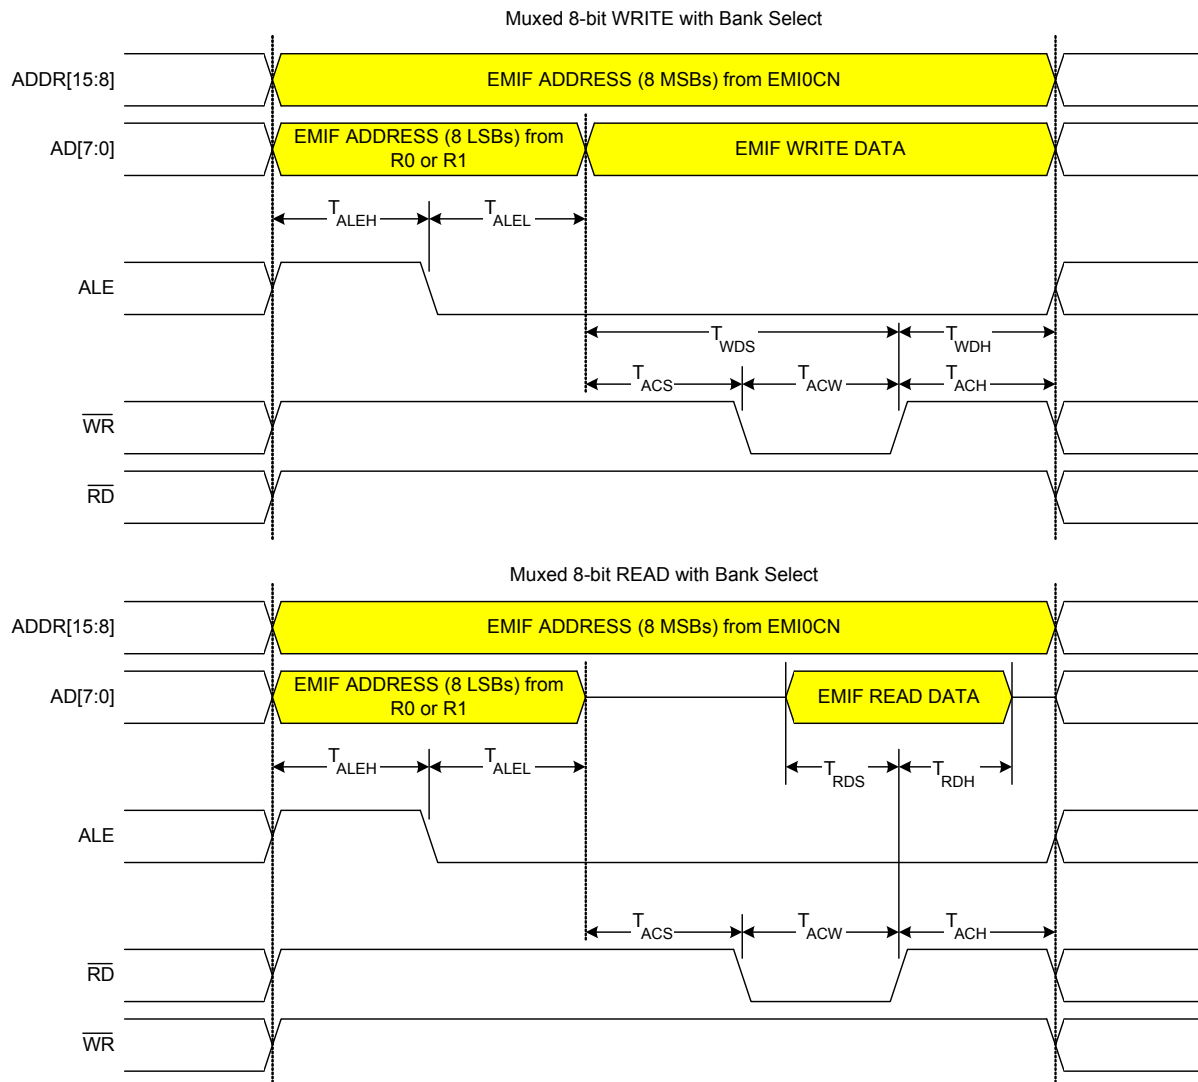 Muxed 8-bit WRITE with Bank Select
ADDR[15:8]
EMIF ADDRESS (8 MSBs) from EMI0CN
AD[7:0]
EMIF ADDRESS (8 LSBs) from
R0 or R1
EMIF WRITE DATA
TALEH
TALEL
ALE
TWDS
TWDH
TACS
TACW
TACH
WR
RD
Muxed 8-bit READ with Bank Select
ADDR[15:8]
EMIF ADDRESS (8 MSBs) from EMI0CN
AD[7:0]
EMIF ADDRESS (8 LSBs) from
R0 or R1
EMIF READ DATA
TALEH
TALEL
TRDS
TRDH
ALE
TACS
TACW
TACH
RD
WR